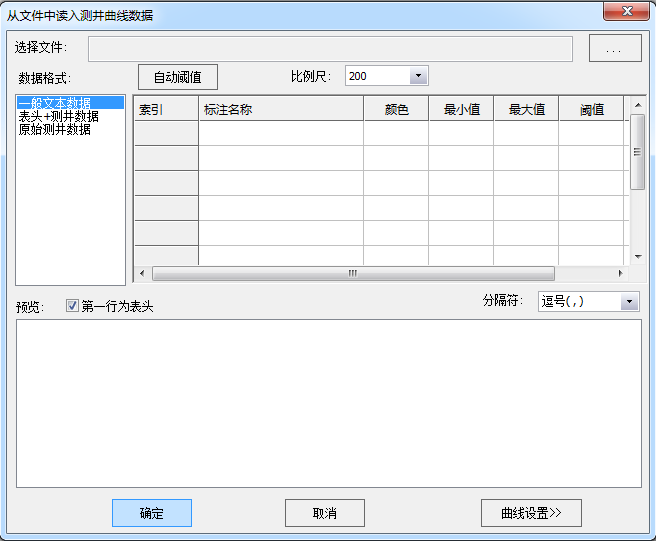 从文件中读入测井曲线数据
选择文件:
...
数据格式:
自动阈值
比例尺:
200
一般文本数据
表头+测井数据
原始测井数据
索引 标注名称 颜色 最小值 最大值 阈值
预览:
第一行为表头
分隔符:
逗号(,)
确定
取消
曲线设置>>